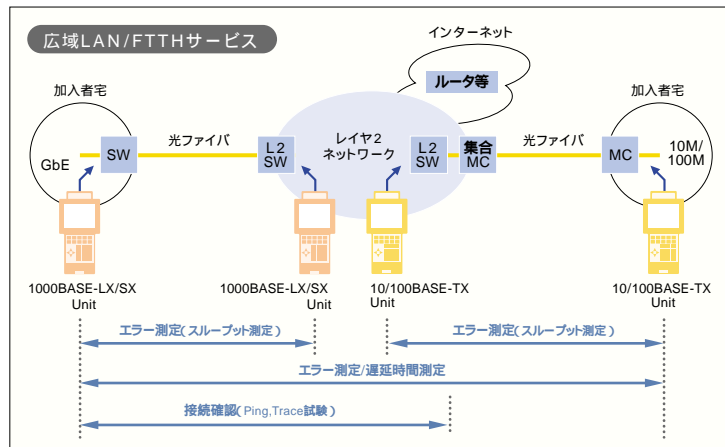 広域LAN/FTTHサービス
インターネット
ルータ等
加入者宅
加入者宅
GbE
SW
光ファイバ
L2
SW
レイヤ2
ネットワーク
L2
SW
集合
MC
光ファイバ
MC
10M/
100M
1000BASE-LX/SX
Unit
1000BASE-LX/SX
Unit
10/100BASE-TX
Unit
10/100BASE-TX
Unit
エラー測定(スループット測定)
エラー測定(スループット測定)
エラー測定/遅延時間測定
接続確認(Ping,Trace試験)